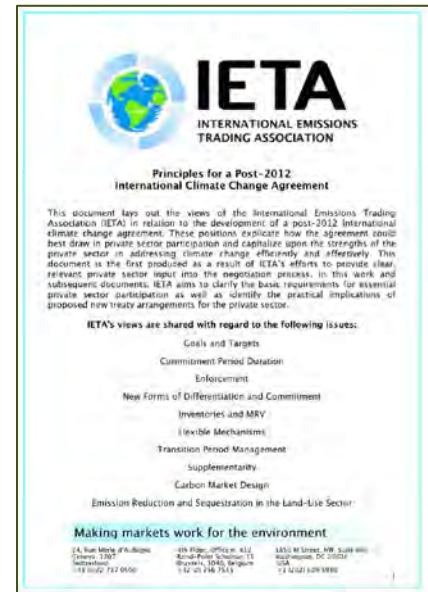 IETA
INTERNATIONAL EMISSIONS
TRADING ASSOCIATION
Principles for a Post-2012
International Climate Change Agreement
This document lays out the views of the International Emissions Trading
Association (IETA) in relation to the development of a post-2012 international
climate change agreement. These positions explicate how the agreement could
best draw in private sector participation and capitalize upon the strengths of the
private sector in addressing climate change efficiently and effectively. This
document is the first produced as a result of IETA's efforts to provide clear,
relevant private sector input into the negotiation process. In this work and
subsequent documents, IETA aims to clarify the basic requirements for essential
private sector participation as well as identify the practical implications of
proposed new treaty arrangements for the private sector.
IETA's views are shared with regard to the following issues:
Goals and Targets
Commitment Period Duration
Enforcement
New Forms of Differentiation and Commitment
Inventories and MRV
Flexible Mechanisms
Transition Period Management
Supplementarity
Carbon Market Design
Emission Reduction and Sequestration in the Land-Use Sector
Making markets work for the environment
Switzerland
Brussels, 1040, Belgium
Washington, DC
USA
1